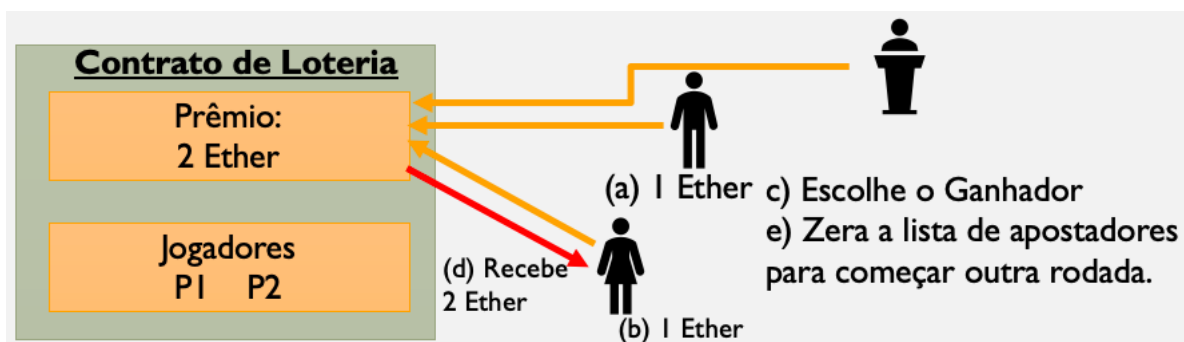 Contrato de Loteria
Prêmio:
2 Ether
Jogadores
P1 P2
(a) 1 Ether
(d) Recebe
2 Ether
(b) 1 Ether
c) Escolhe o Ganhador
e) Zera a lista de apostadores
para começar outra rodada.